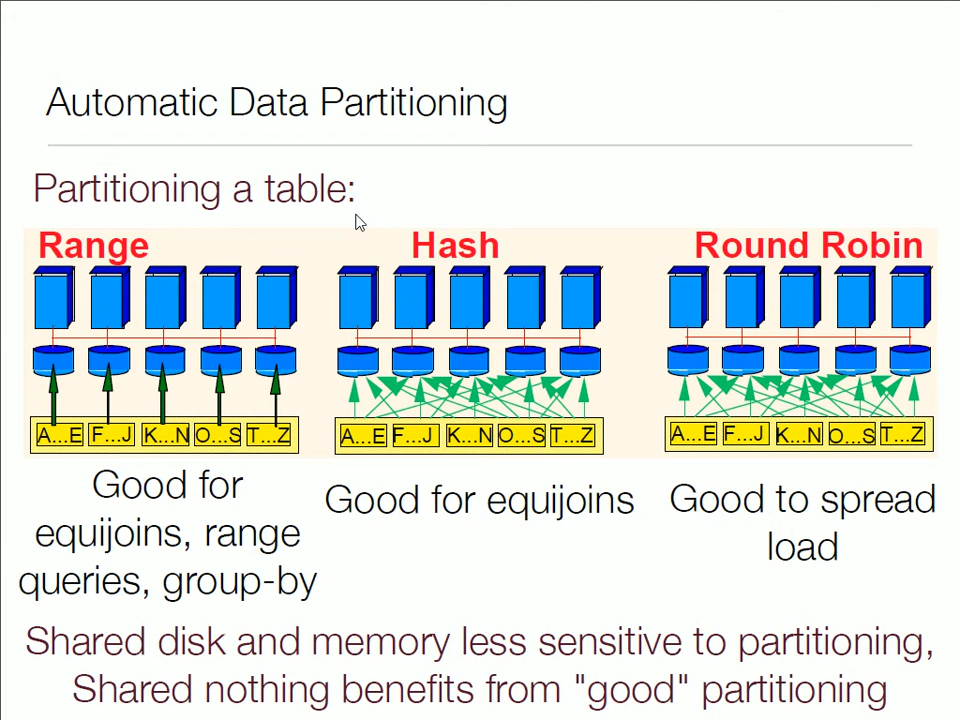 Automatic Data Partitioning
Partitioning a table:
Range
Hash
Round Robin
A...E F...J K...N O...S T...Z
A...E F...J K...N O...S T...Z
A...E F...J K...N O...S T...Z
Good for
equijoins, range
queries, group-by
Good for equijoins
Good to spread
load
Shared disk and memory less sensitive to partitioning,
Shared nothing benefits from "good" partitioning